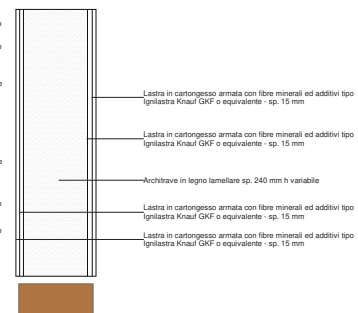 Lastra in cartongesso armata con fibre minerali ed additivi tipo
Ignilastra Knauf GKF o equivalente - sp. 15 mm
Lastra in cartongesso armata con fibre minerali ed additivi tipo
Ignilastra Knauf GKF o equivalente - sp. 15 mm
Architrave in legno lamellare sp. 240 mm h variabile
Lastra in cartongesso armata con fibre minerali ed additivi tipo
Ignilastra Knauf GKF o equivalente - sp. 15 mm
Lastra in cartongesso armata con fibre minerali ed additivi tipo
Ignilastra Knauf GKF o equivalente - sp. 15 mm